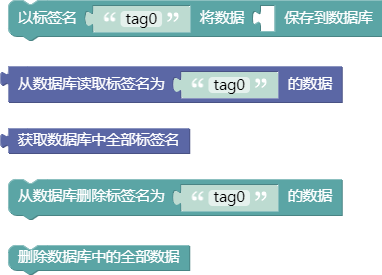 以标签名 “ tag0 ” 将数据 保存到数据库
从数据库读取标签名为 “ tag0 ” 的数据
获取数据库中全部标签名
从数据库删除标签名为 “ tag0 ” 的数据
删除数据库中的全部数据